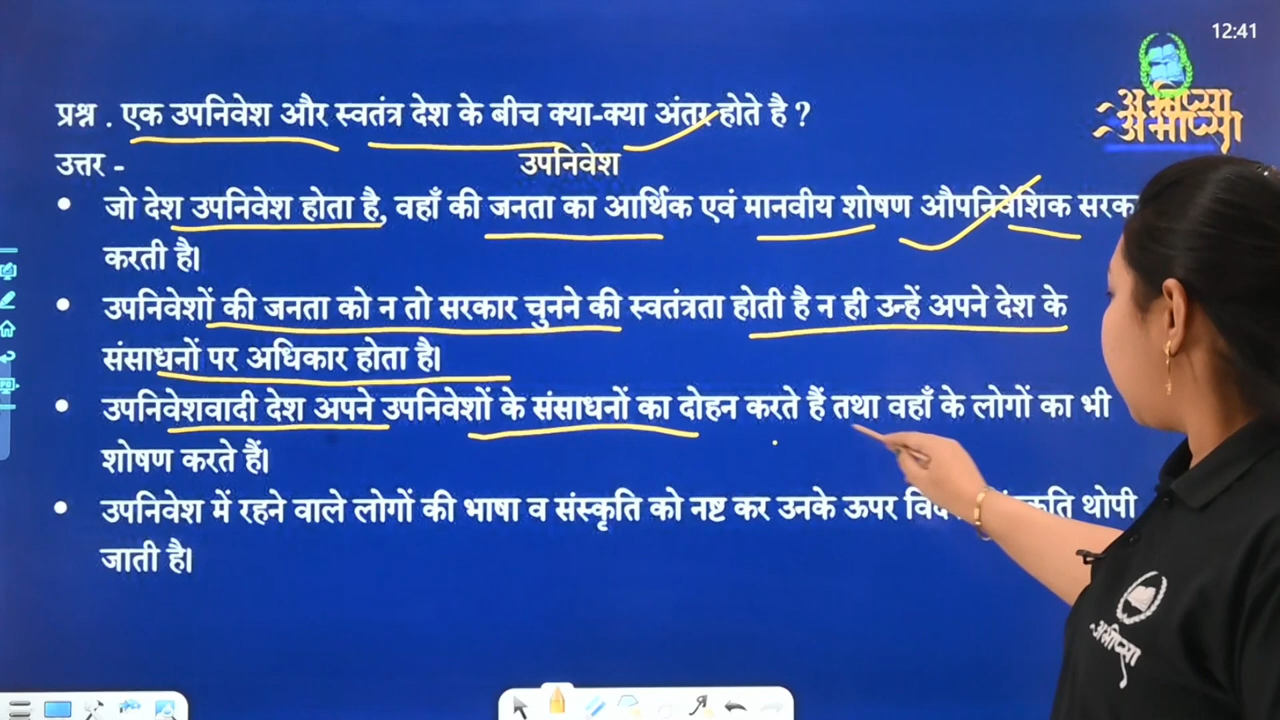 12:41
अभीप्सा
प्रश्न . एक उपनिवेश और स्वतंत्र देश के बीच क्या-क्या अंतर होते है ?
उत्तर -
उपनिवेश
जो देश उपनिवेश होता है, वहाँ की जनता का आर्थिक एवं मानवीय शोषण औपनिवेशिक
करती है।
उपनिवेशों की जनता को न तो सरकार चुनने की स्वतंत्रता होती है न ही उन्हें अपने देश के
संसाधनों पर अधिकार होता है।
उपनिवेशवादी देश अपने उपनिवेशों के संसाधनों का दोहन करते हैं तथा वहाँ के लोगों का भी
शोषण करते हैं।
उपनिवेश में रहने वाले लोगों की भाषा व संस्कृति को नष्ट कर उनके ऊपर थोपी
जाती है।
अभीप्सा